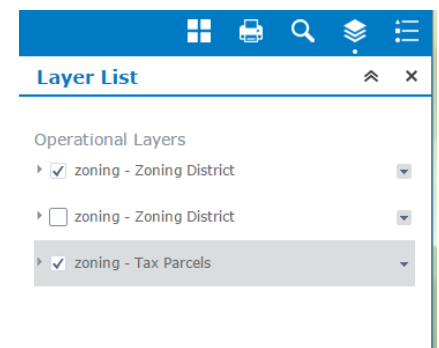 Layer List
Operational Layers
zoning - Zoning District
zoning - Zoning District
zoning - Tax Parcels